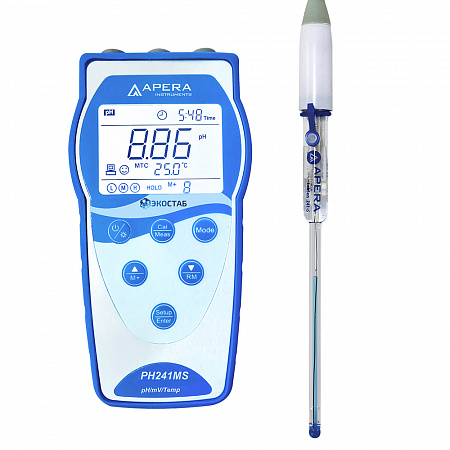 APERA
INSTRUMENTS
pH
5:48 Time
8.86 pH
MTC 25.0°C
L M H HOLD M+ 8
ЭКОСТАБ
Cal
Meas
Mode
M+
RM
Setup
Enter
PH241MS
pH/mV/Temp
APERA